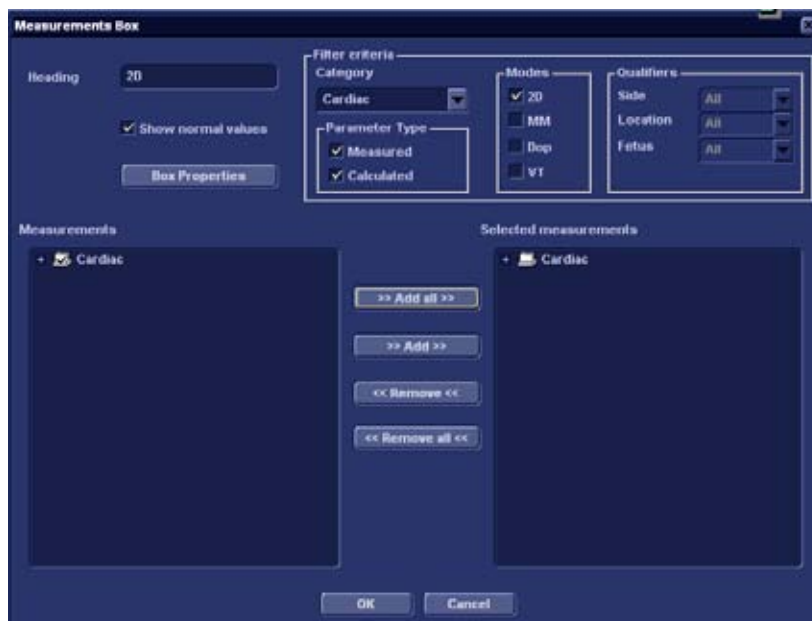 Measurements Box
Heading
2D
Show normal values
Box Properties
Filter criteria
Category
Cardiac
Parameter Type
Measured
Calculated
Modes
2D
MM
Dop
VT
Qualifiers
Side All
Location All
Fetus All
Measurements
+ Cardiac
>> Add all >>
>> Add >>
<< Remove <<
<< Remove all <<
Selected measurements
+ Cardiac
OK
Cancel